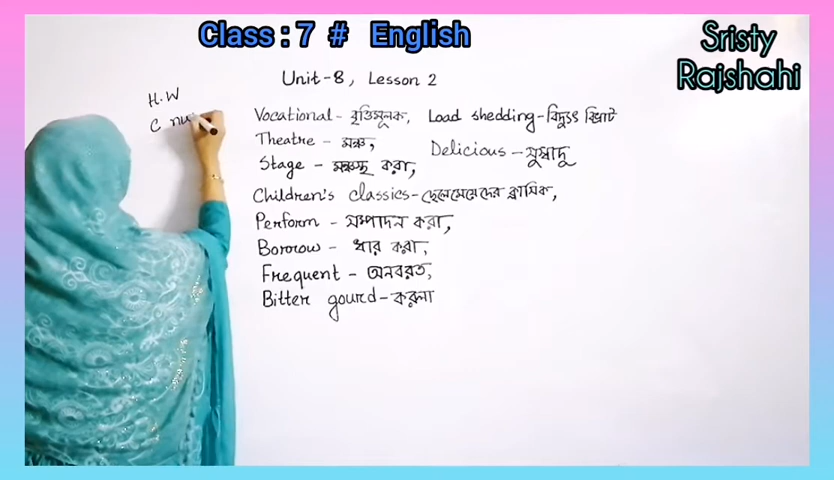 Class : 7 # English
Sristy
Rajshahi
Unit-8, Lesson 2
H.W
C nu
Vocational - বৃত্তিমূলক, Load shedding - বিদ্যুৎ বিভ্রাট
Theatre - মঞ্চ,
Delicious - সুস্বাদু
Stage - মঞ্চস্থ করা,
Children's classics - ছেলেমেয়েদের ক্লাসিক,
Perform - সম্পাদন করা,
Borrow - ধার করা,
Frequent - অনবরত,
Bitter gourd - করলা